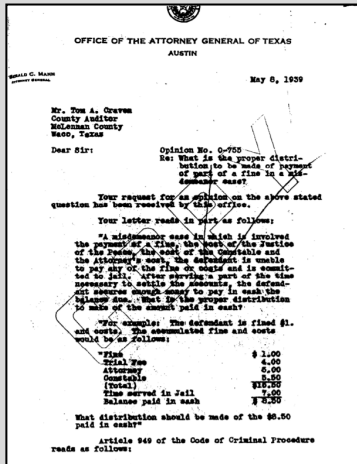 OFFICE OF THE ATTORNEY GENERAL OF TEXAS
AUSTIN
GERALD C. MANN
ATTORNEY GENERAL
May 8, 1939
Mr. Tom A. Craven
County Auditor
McLennan County
Waco, Texas
Dear Sir:
Opinion No. O-755
Re: What is the proper distri-
bution to be made of payment
of part of a fine in a mis-
demeanor case?
Your request for an opinion on the above stated
question has been received by this office.
Your letter reads in part as follows:
"A misdemeanor case in which is involved
the payment of a fine, the cost of the Justice
of the Peace, the cost of the Constable and
the Attorney's cost, the defendant is unable
to pay any of the fine or costs and is commit-
ted to jail. After serving a part of the time
necessary to settle the accounts, the defend-
ant secures enough money to pay in cash the
balance due. What is the proper distribution
to make of the amount paid in cash?
"For example: The defendant is fined $1.
and costs. The accumulated fine and costs
would be as follows:
"Fine $ 1.00
Trial Fee 4.00
Attorney 5.00
Constable 5.50
(Total) $15.50
Time served in Jail 7.00
Balance paid in cash $ 8.50
What distribution should be made of the $8.50
paid in cash?"
Article 949 of the Code of Criminal Procedure
reads as follows: